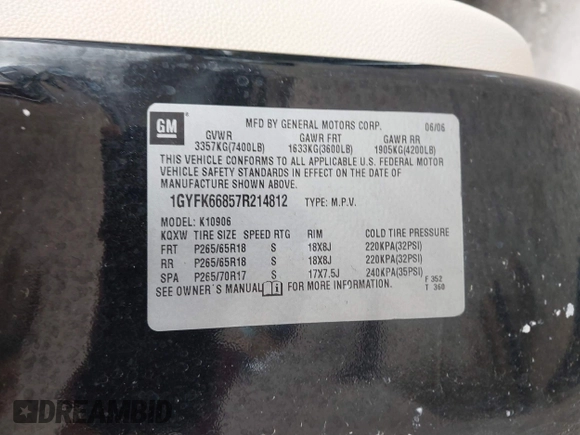 GM
MFD BY GENERAL MOTORS CORP. 06/06
GVWR GAWR FRT GAWR RR
3357KG(7400LB) 1633KG(3600LB) 1905KG(4200LB)
THIS VEHICLE CONFORMS TO ALL APPLICABLE U.S. FEDERAL MOTOR
VEHICLE SAFETY STANDARDS IN EFFECT ON THE DATE OF
MANUFACTURE SHOWN ABOVE.
1GYFK66857R214812 TYPE: M.P.V.
MODEL: K10906
KQXW TIRE SIZE SPEED RTG RIM COLD TIRE PRESSURE
FRT P265/65R18 S 18X8J 220KPA(32PSI)
RR P265/65R18 S 18X8J 220KPA(32PSI)
SPA P265/70R17 S 17X7.5J 240KPA(35PSI)
SEE OWNER'S MANUAL FOR MORE INFORMATION.
F 352
T 360
DREAMBID